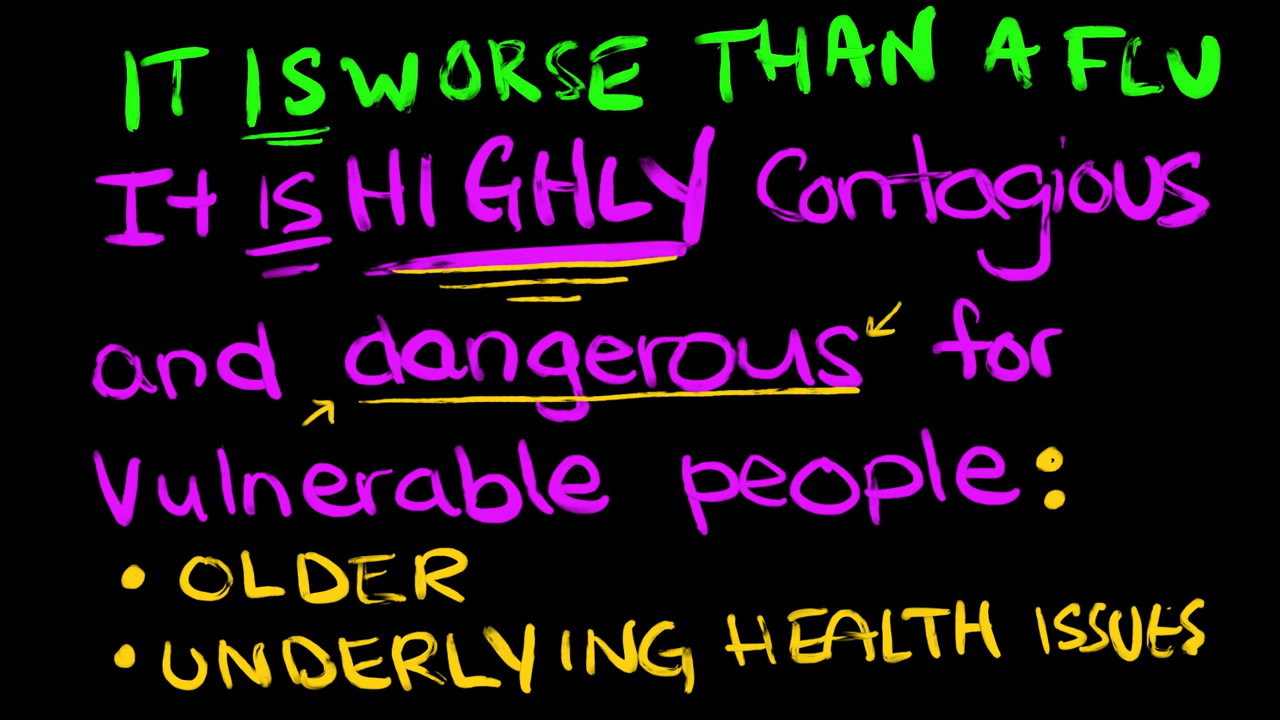 IT IS WORSE THAN A FLU
It IS HIGHLY Contagious
and dangerous for
Vulnerable people:
• OLDER
• UNDERLYING HEALTH ISSUES